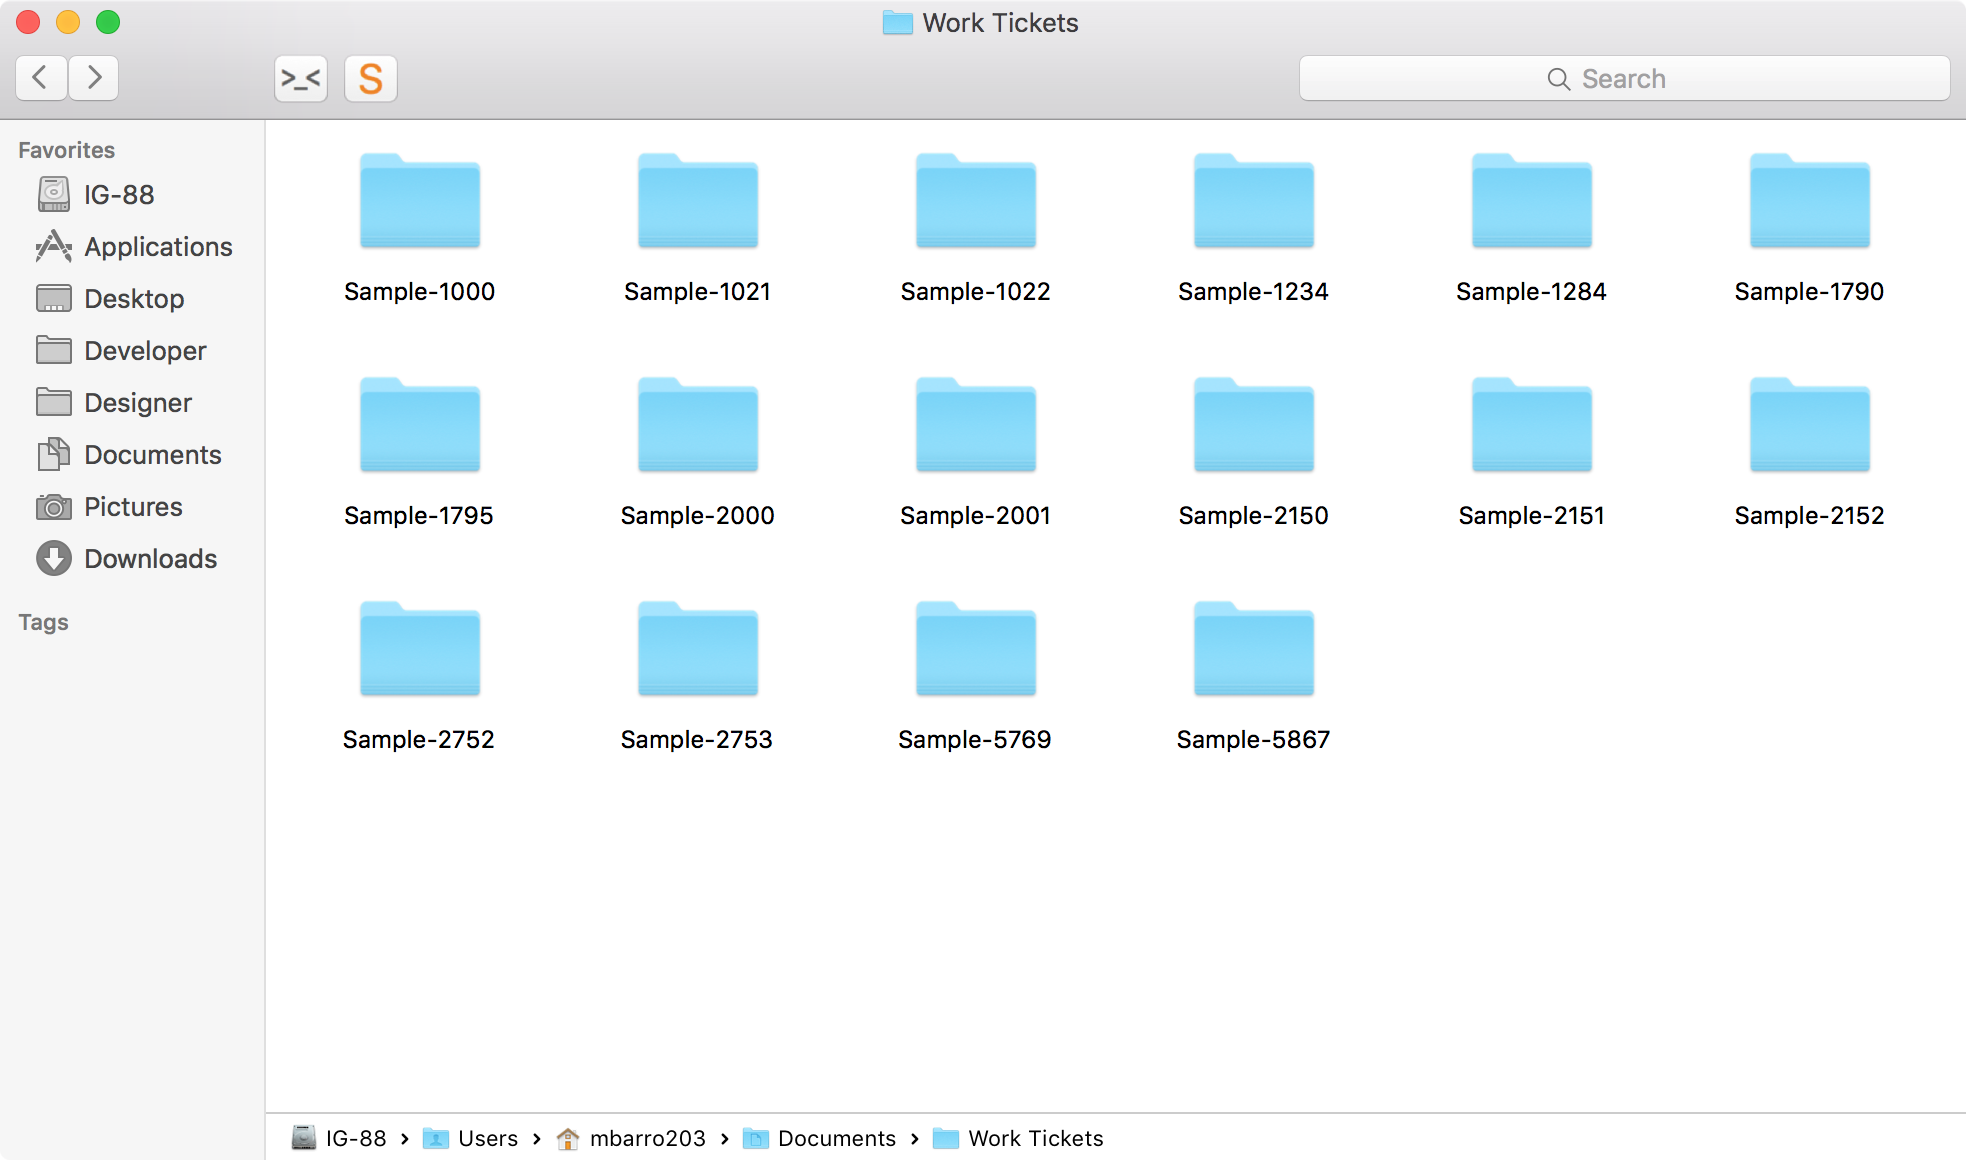 Work Tickets
>_<
S
Search
Favorites
IG-88
Applications
Desktop
Developer
Designer
Documents
Pictures
Downloads
Tags
Sample-1000 Sample-1021 Sample-1022 Sample-1234 Sample-1284 Sample-1790
Sample-1795 Sample-2000 Sample-2001 Sample-2150 Sample-2151 Sample-2152
Sample-2752 Sample-2753 Sample-5769 Sample-5867
IG-88 › Users › mbarro203 › Documents › Work Tickets